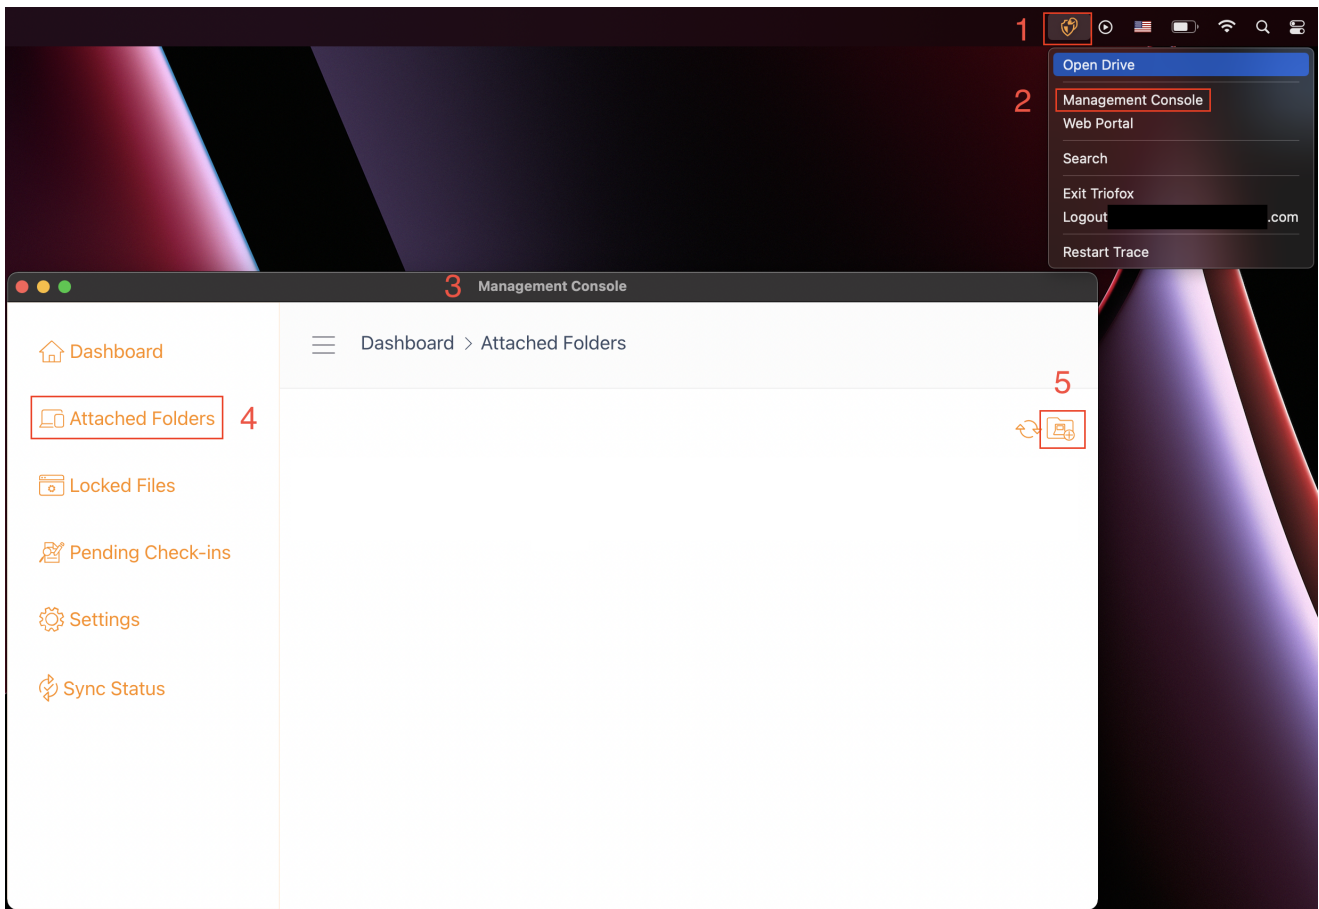 1
Open Drive
2
Management Console
Web Portal
Search
Exit Triofox
Logout .com
Restart Trace
3 Management Console
Dashboard
Dashboard > Attached Folders
5
Attached Folders 4
Locked Files
Pending Check-ins
Settings
Sync Status